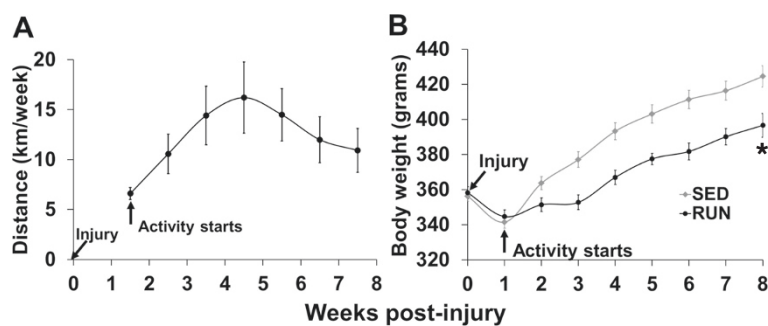 A
Distance (km/week)
20
15
10
5
0
Injury
Activity starts
0 1 2 3 4 5 6 7 8
B
Body weight (grams)
440
420
400
380
360
340
320
Injury
Activity starts
SED
RUN
*
0 1 2 3 4 5 6 7 8
Weeks post-injury